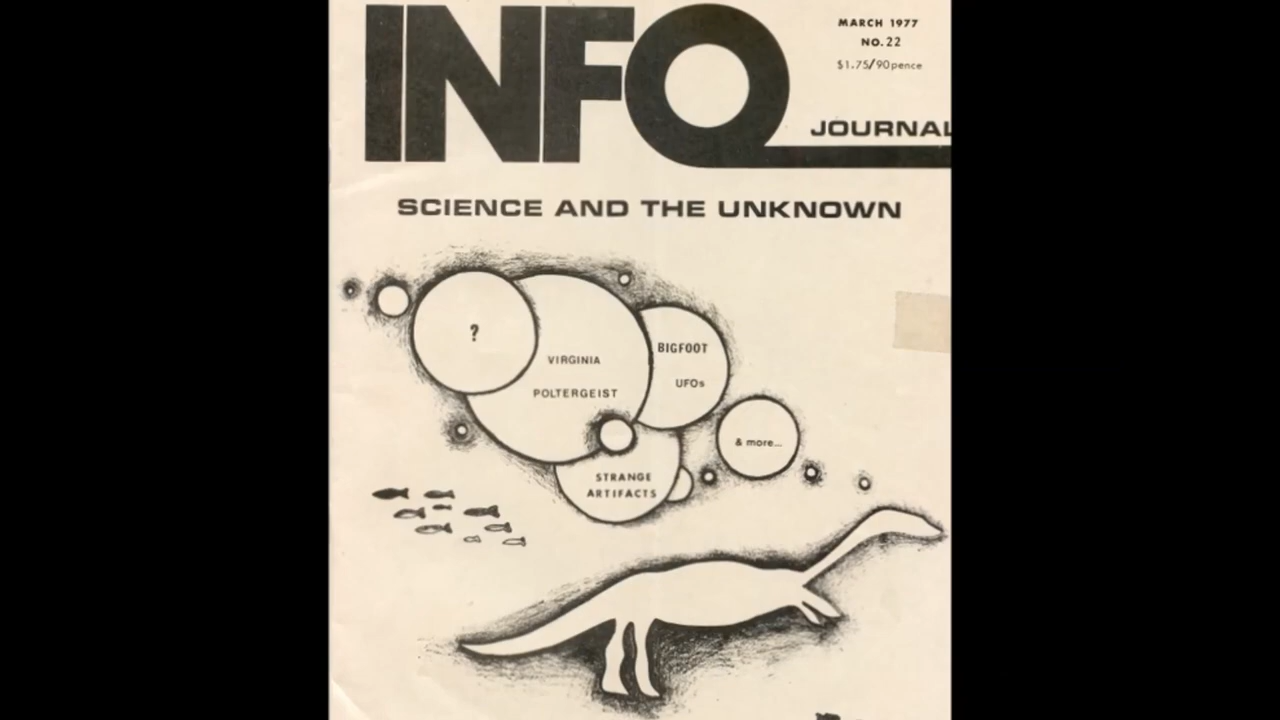 INFO
MARCH 1977
NO. 22
$1.75/90pence
JOURNAL
SCIENCE AND THE UNKNOWN
?
VIRGINIA
POLTERGEIST
BIGFOOT
UFOs
& more...
STRANGE
ARTIFACTS